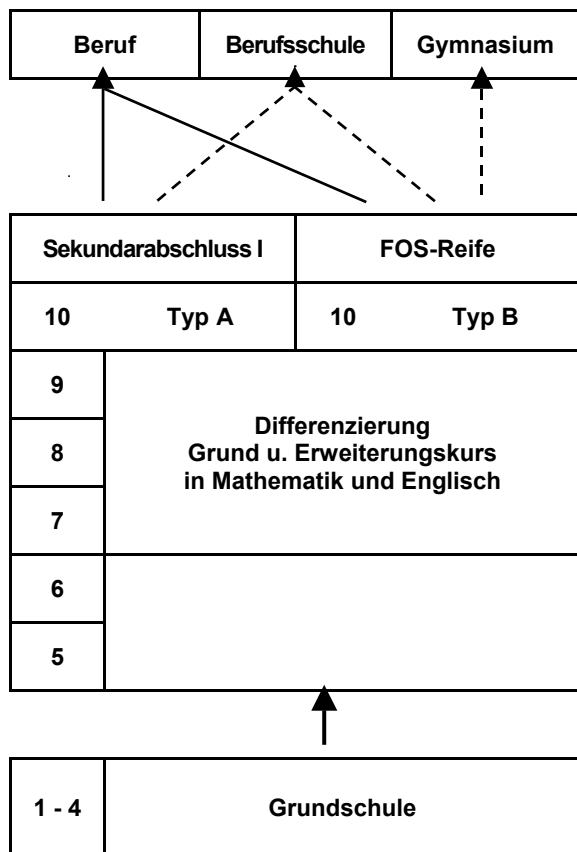 Beruf Berufsschule Gymnasium
Sekundarabschluss I FOS-Reife
10 Typ A 10 Typ B
9
8
7
Differenzierung
Grund u. Erweiterungskurs
in Mathematik und Englisch
6
5
1 - 4 Grundschule